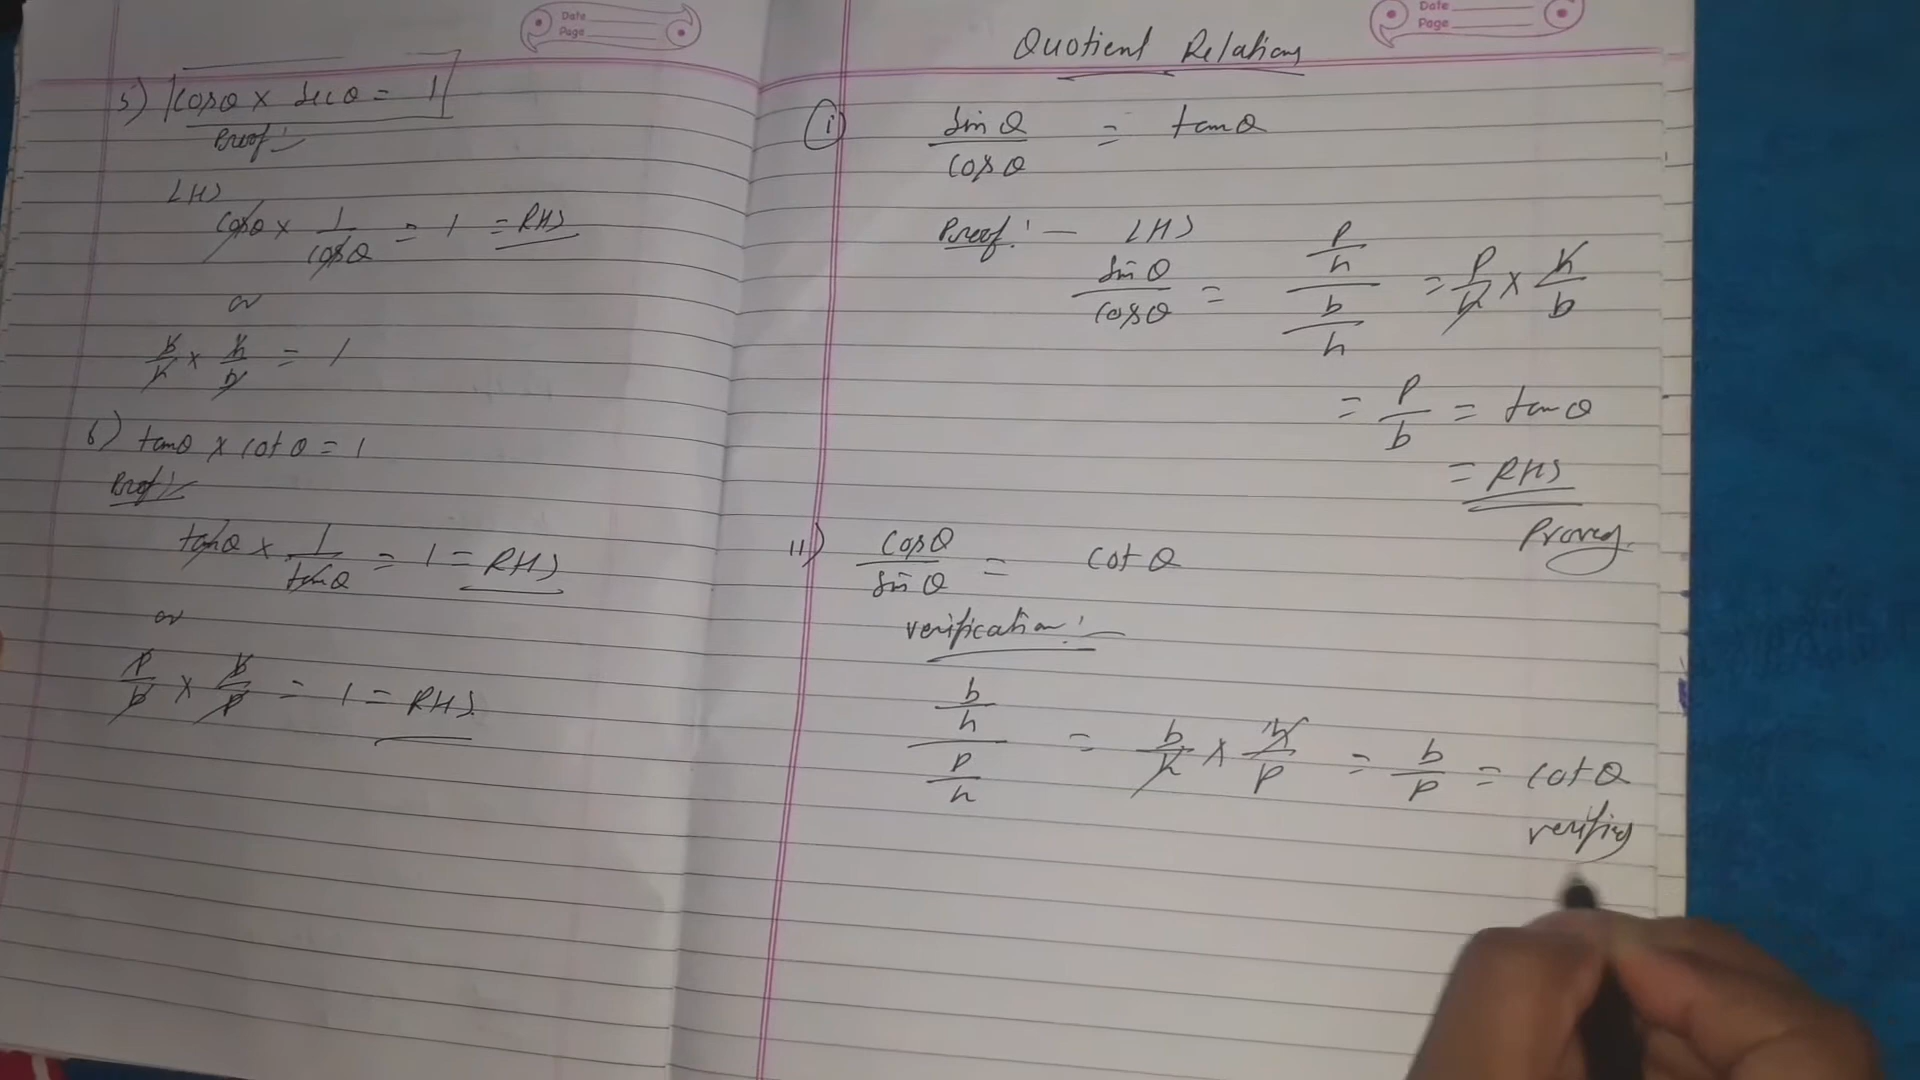 Date
Page
5) cosθ × secθ = 1
Proof:-
LHS
cosθ × 1/cosθ = 1 = RHS
or
b/h × h/b = 1
6) tanθ × cotθ = 1
Proof:-
tanθ × 1/tanθ = 1 = RHS
or
p/b × b/p = 1 = RHS
Date
Page
Quotient Relations
(i) sinθ/cosθ = tanθ
Proof:- LHS
sinθ/cosθ = (p/h)/(b/h) = p/h × h/b
= p/b = tanθ
= RHS
Proved.
ii) cosθ/sinθ = cotθ
verification:-
(b/h)/(p/h) = b/h × h/p = b/p = cotθ
verified